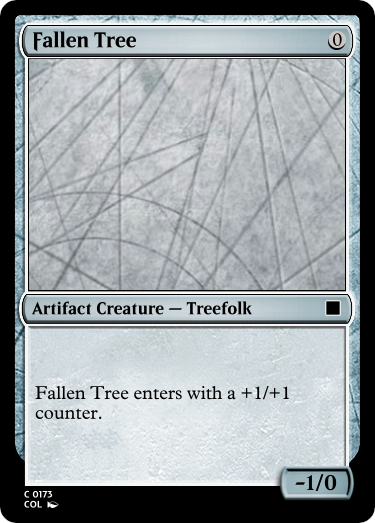 Fallen Tree 0
Artifact Creature — Treefolk
Fallen Tree enters with a +1/+1
counter.
-1/0
C 0173
COL